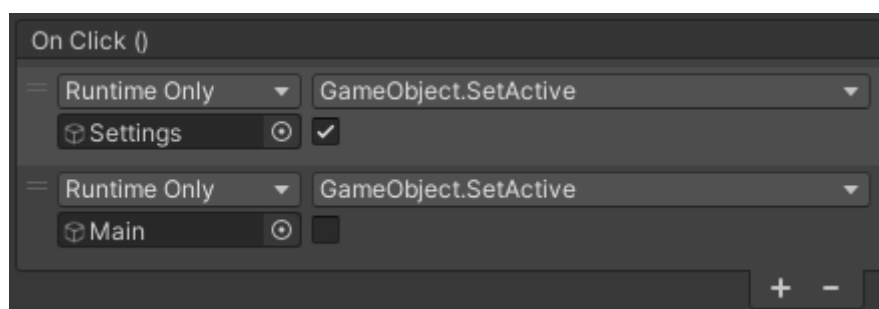 On Click ()
Runtime Only GameObject.SetActive
Settings
Runtime Only GameObject.SetActive
Main
+ −